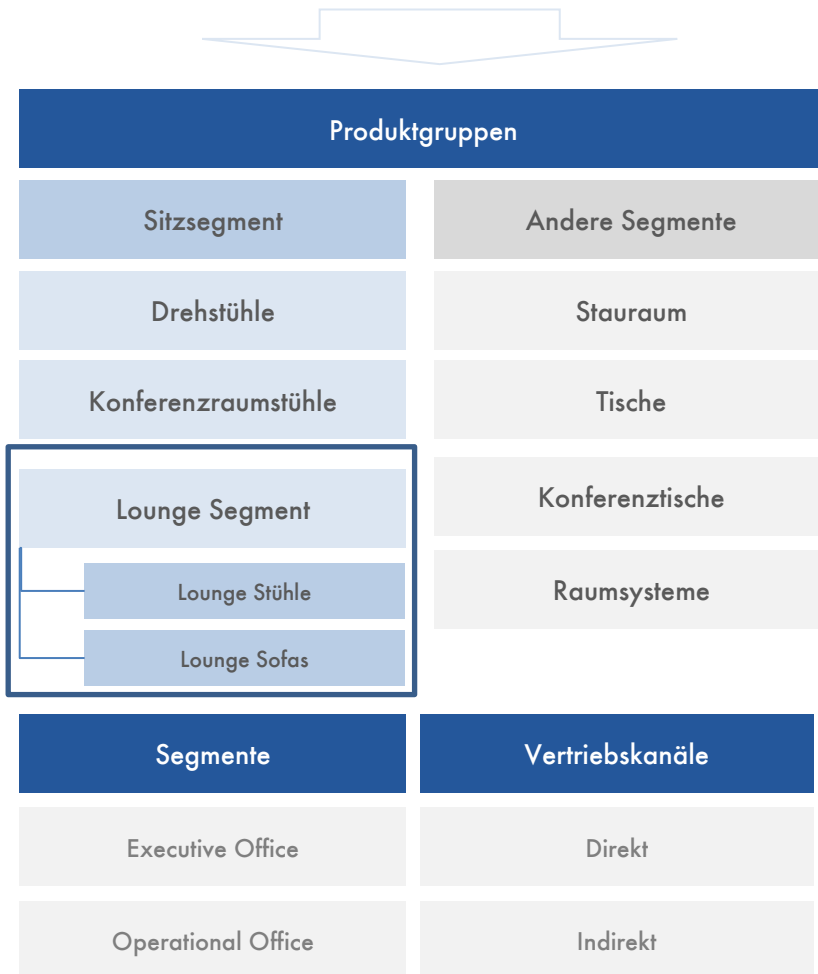 Produktgruppen
Sitzsegment
Andere Segmente
Drehstühle
Stauraum
Konferenzraumstühle
Tische
Lounge Segment
Konferenztische
Lounge Stühle
Raumsysteme
Lounge Sofas
Segmente
Vertriebskanäle
Executive Office
Direkt
Operational Office
Indirekt